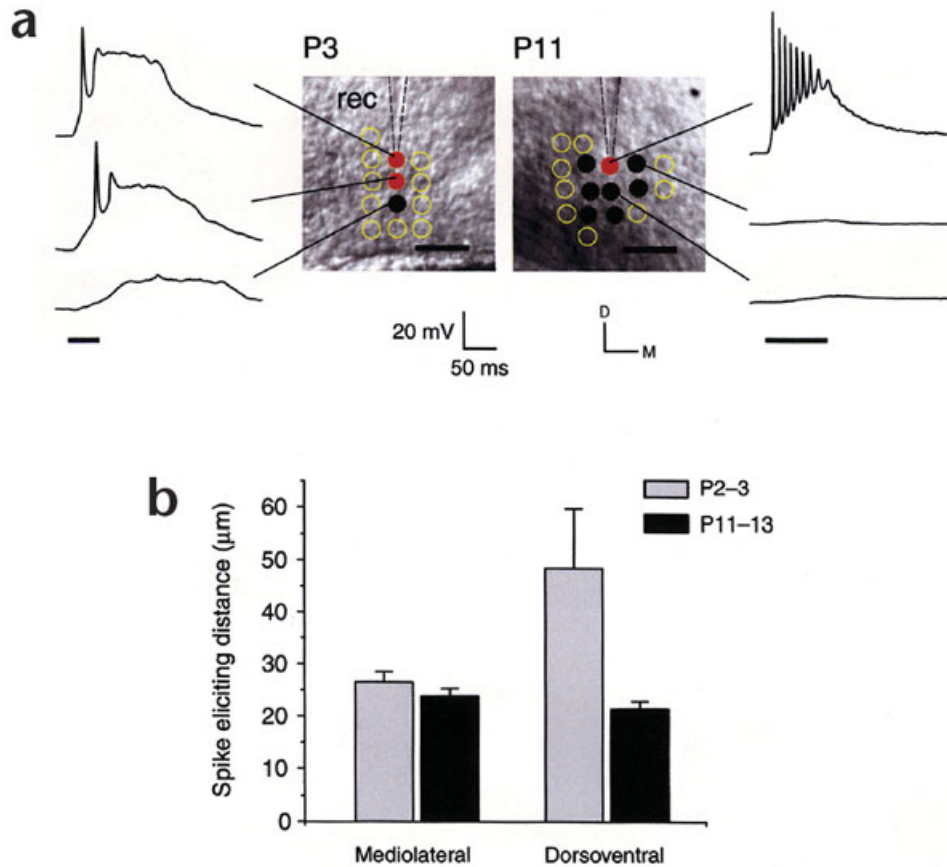 a
P3
P11
rec
20 mV
50 ms
D
M
b
Spike eliciting distance (μm)
60
50
40
30
20
10
0
P2–3
P11–13
Mediolateral
Dorsoventral